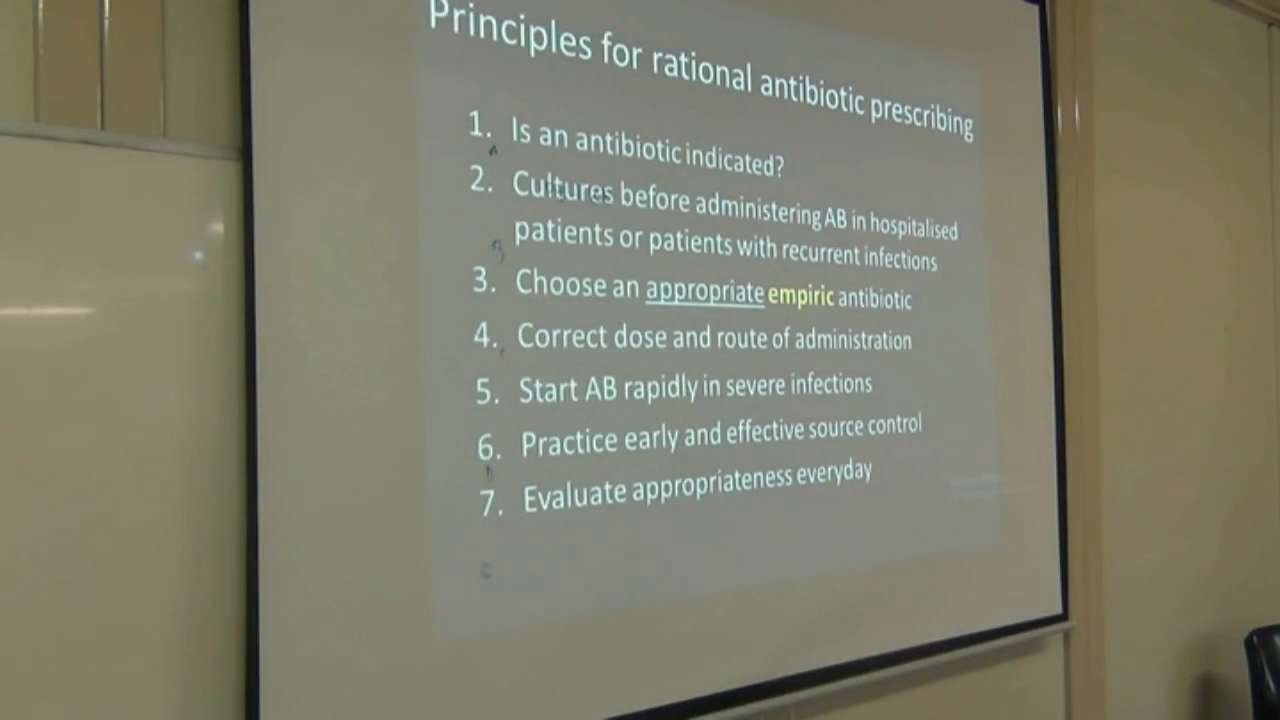 Principles for rational antibiotic prescribing
1. Is an antibiotic indicated?
2. Cultures before administering AB in hospitalised
patients or patients with recurrent infections
3. Choose an appropriate empiric antibiotic
4. Correct dose and route of administration
5. Start AB rapidly in severe infections
6. Practice early and effective source control
7. Evaluate appropriateness everyday